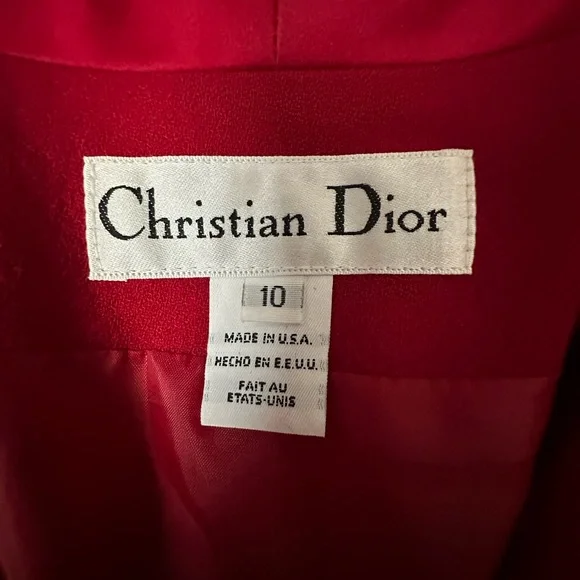 Christian Dior
10
MADE IN U.S.A.
HECHO EN E.E.U.U.
FAIT AU
ETATS-UNIS